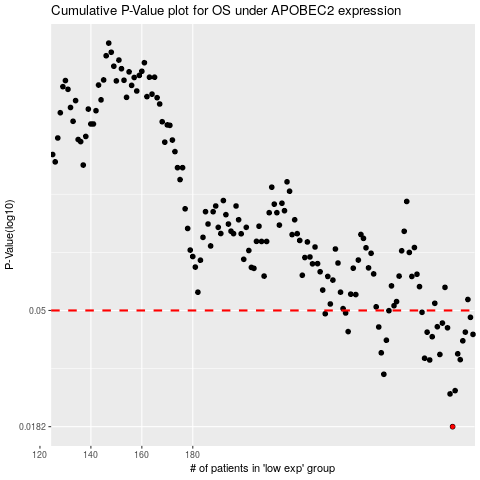 Cumulative P-Value plot for OS under APOBEC2 expression
P-Value(log10)
0.05
0.0182
120 140 160 180
# of patients in 'low exp' group